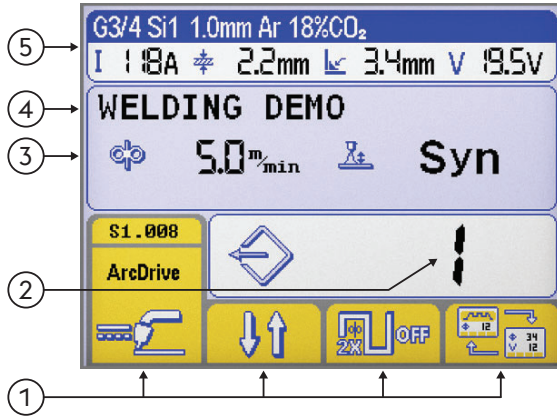 G3/4 Si1 1.0mm Ar 18%CO₂
I 118A 2.2mm 3.4mm V 19.5V
WELDING DEMO
5.0 m/min Syn
S1.008
ArcDrive
1
2X OFF
12
34
V 12
5
4
3
2
1